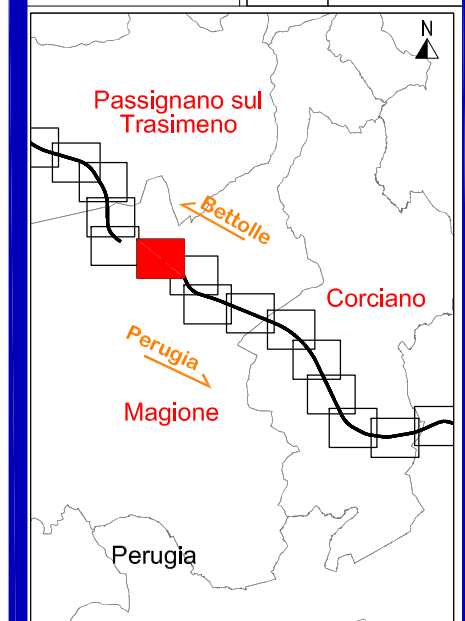 N
Passignano sul
Trasimeno
Bettolle
Corciano
Perugia
Magione
Perugia